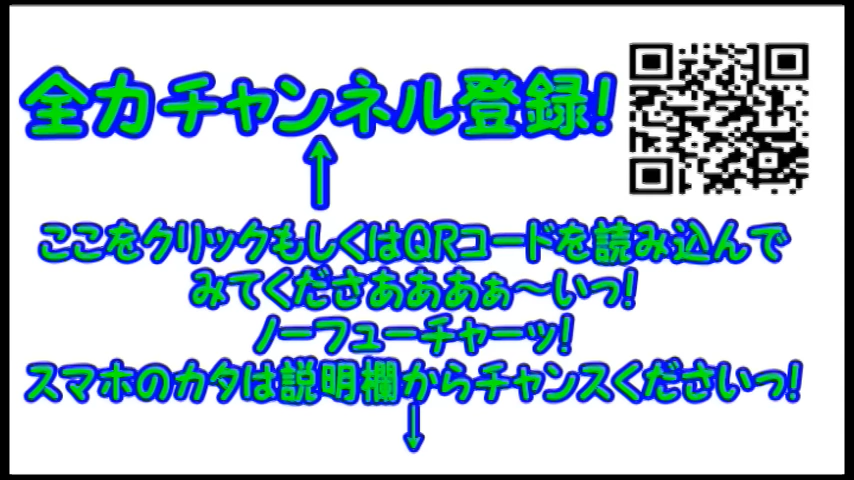 全力チャンネル登録!
↑
ここをクリックもしくはQRコードを読み込んで
みてくださあああぁ～いっ!
ノーフューチャーッ!
スマホのカタは説明欄からチャンスくださいっ!
↓